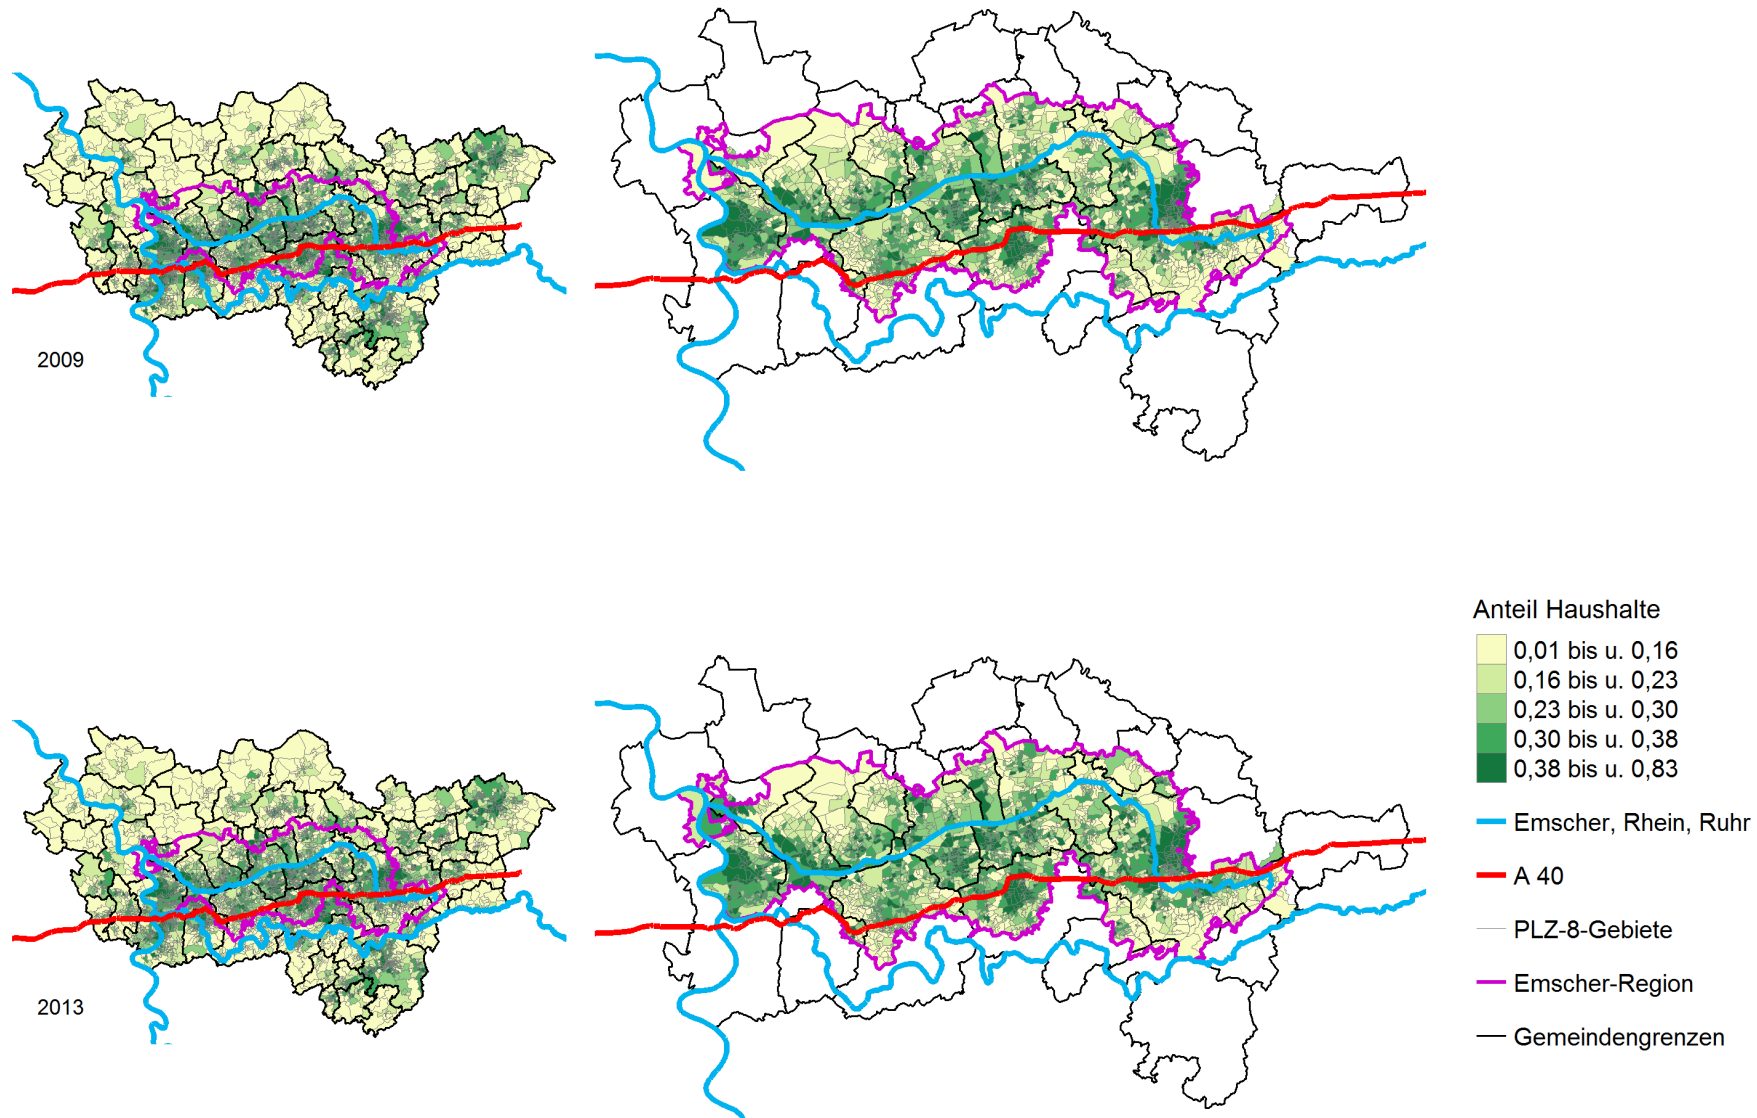 2009
2013
Anteil Haushalte
0,01 bis u. 0,16
0,16 bis u. 0,23
0,23 bis u. 0,30
0,30 bis u. 0,38
0,38 bis u. 0,83
Emscher, Rhein, Ruhr
A 40
PLZ-8-Gebiete
Emscher-Region
Gemeindengrenzen